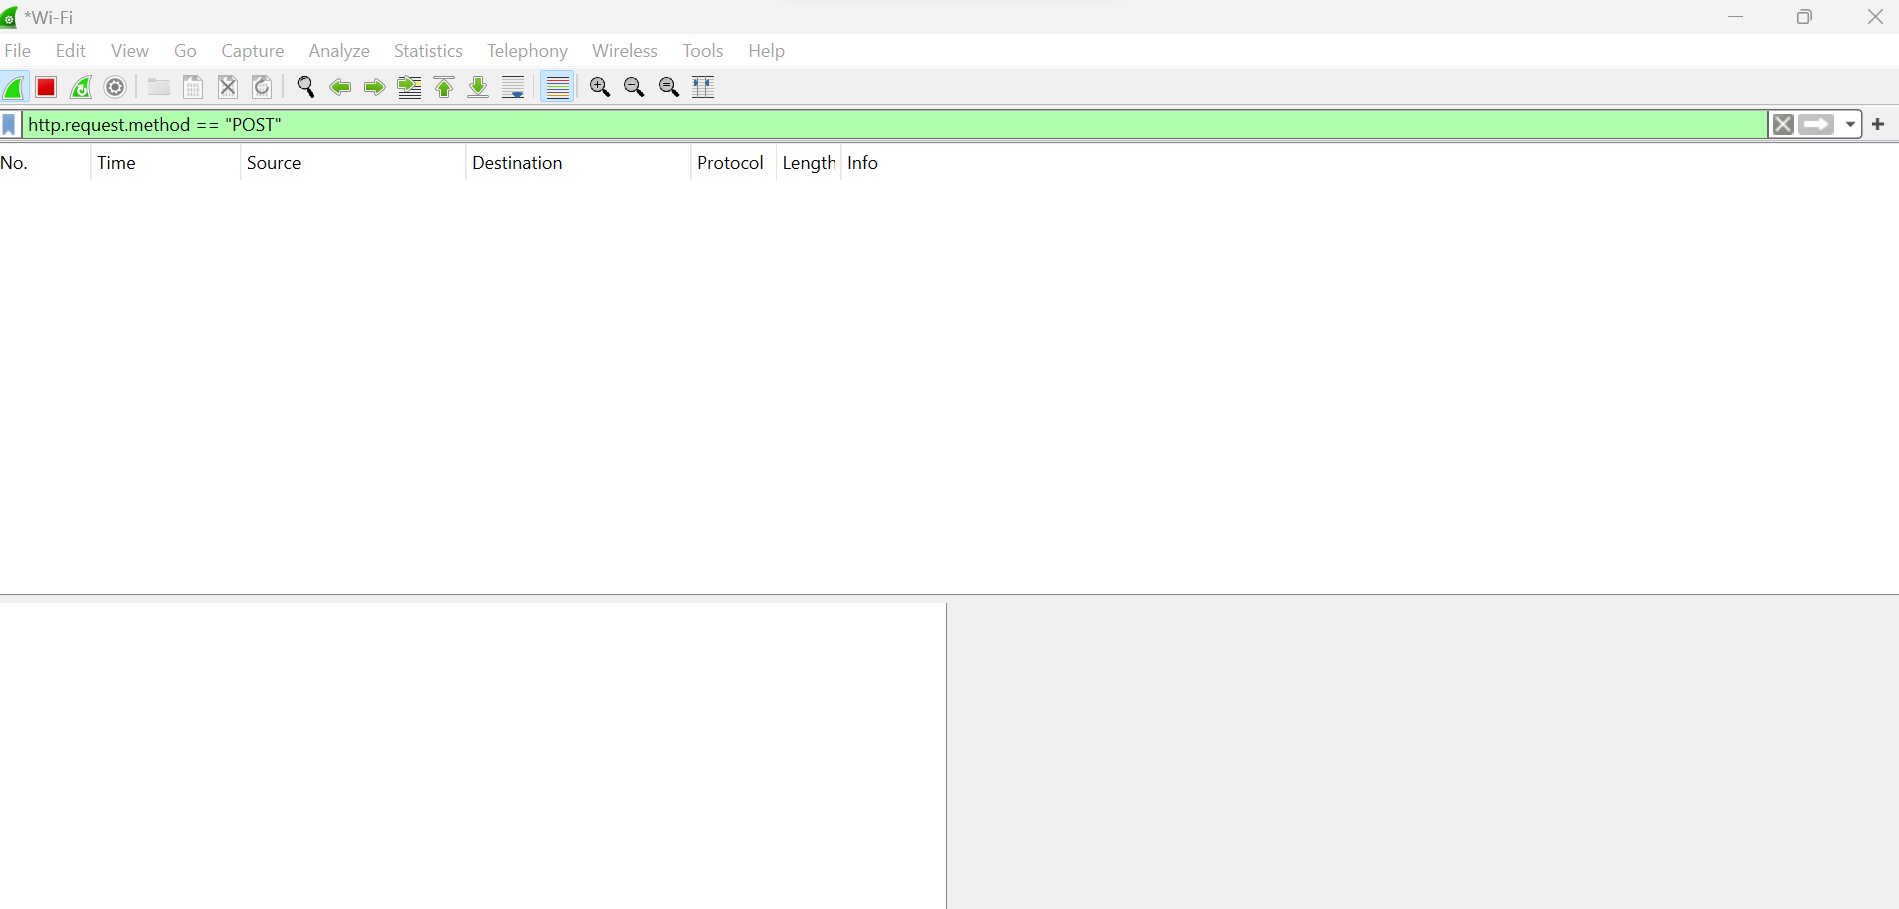 *Wi-Fi
File Edit View Go Capture Analyze Statistics Telephony Wireless Tools Help
http.request.method == "POST"
No. Time Source Destination Protocol Length Info